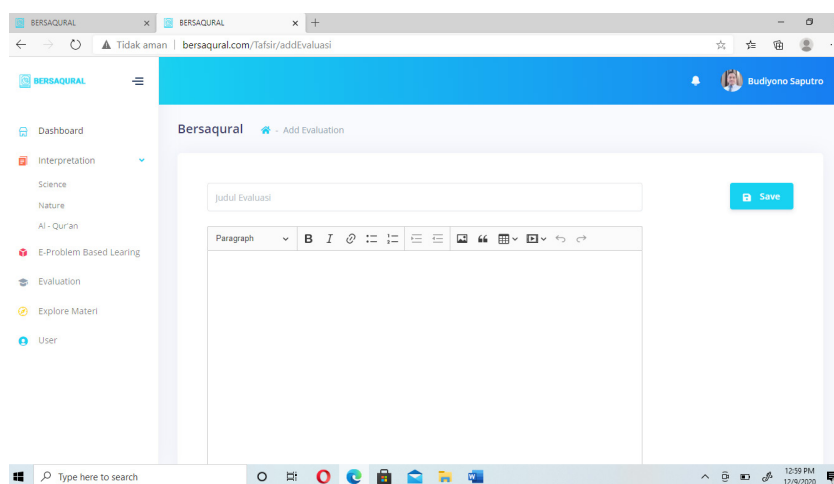 BERSAQURAL
BERSAQURAL
Tidak aman | bersaqural.com/Tafsir/addEvaluasi
BERSAQURAL
Budiyono Saputro
Bersaqural - Add Evaluation
Dashboard
Interpretation
Science
Nature
Al - Qur'an
E-Problem Based Learing
Evaluation
Explore Materi
User
Judul Evaluasi
Save
Paragraph
B I
Type here to search
12:59 PM
12/9/2020